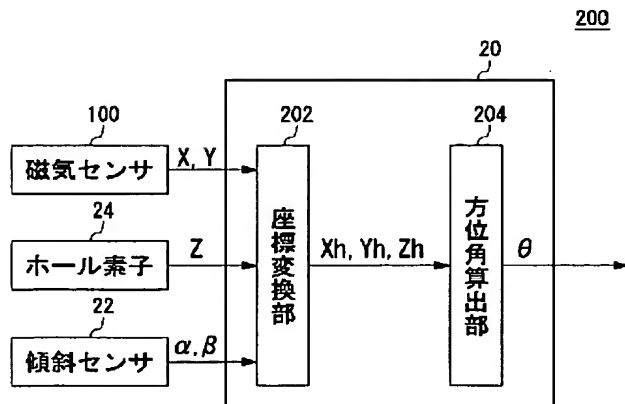 200
20
100
磁気センサ
X, Y
24
ホール素子
Z
22
傾斜センサ
α, β
202
座標変換部
Xh, Yh, Zh
204
方位角算出部
θ